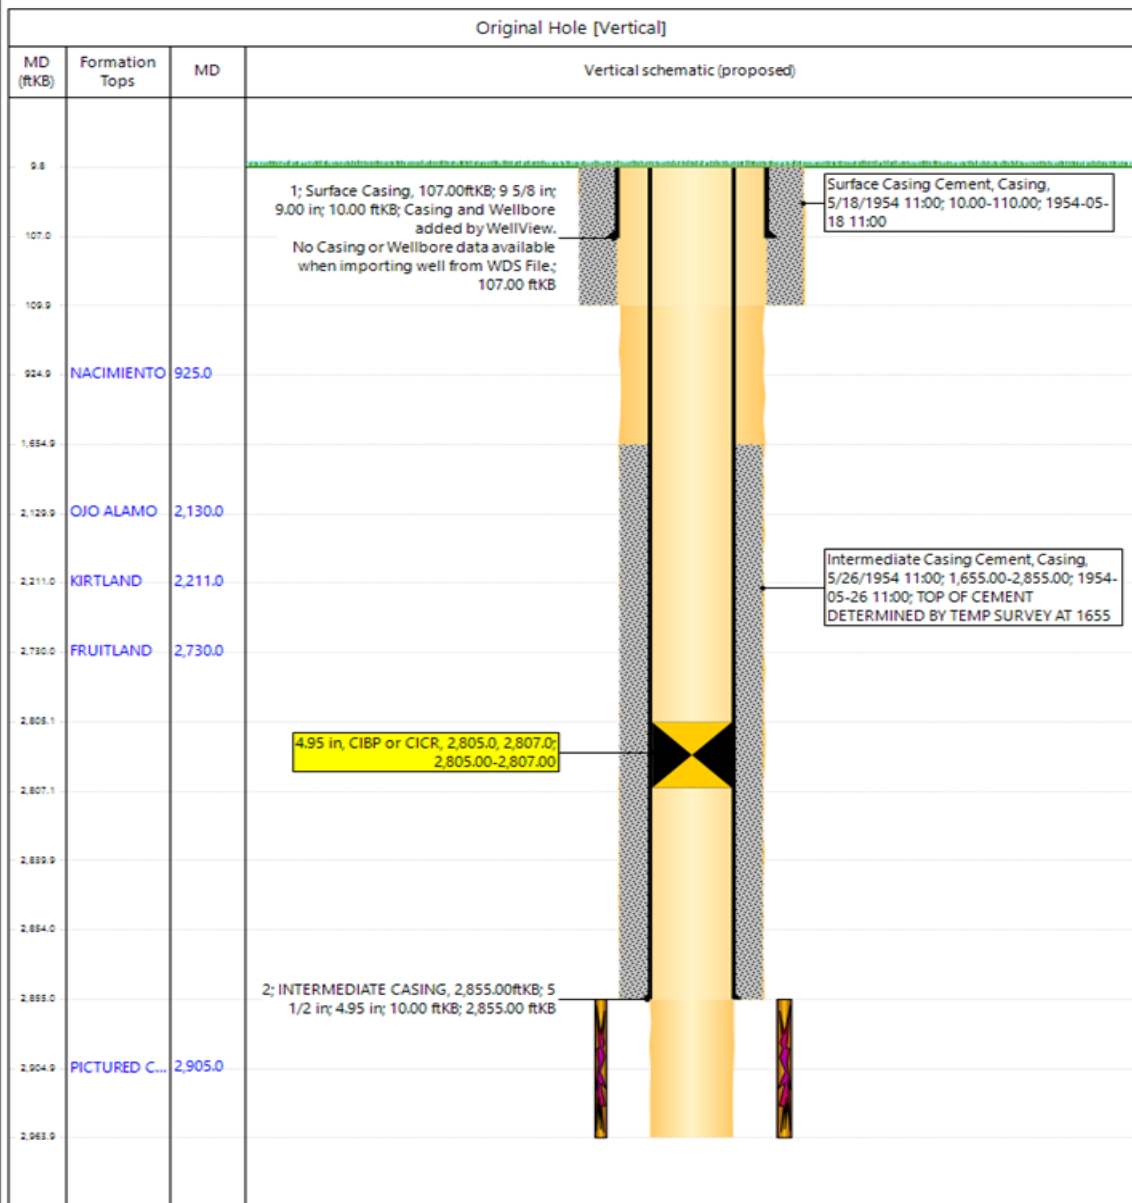 Original Hole [Vertical]
MD
(ftKB)
Formation
Tops
MD
Vertical schematic (proposed)
9.8
1; Surface Casing, 107.00ftKB; 9 5/8 in;
9.00 in; 10.00 ftKB; Casing and Wellbore
added by WellView.
No Casing or Wellbore data available
when importing well from WDS File.;
107.00 ftKB
Surface Casing Cement, Casing,
5/18/1954 11:00; 10.00-110.00; 1954-05-
18 11:00
107.0
109.9
924.9 NACIMIENTO 925.0
1,654.9
2,129.9 OJO ALAMO 2,130.0
2,211.0 KIRTLAND 2,211.0
Intermediate Casing Cement, Casing,
5/26/1954 11:00; 1,655.00-2,855.00; 1954-
05-26 11:00; TOP OF CEMENT
DETERMINED BY TEMP SURVEY AT 1655
2,730.0 FRUITLAND 2,730.0
2,805.1
4.95 in, CIBP or CICR, 2,805.0, 2,807.0;
2,805.00-2,807.00
2,807.1
2,839.9
2,854.0
2; INTERMEDIATE CASING, 2,855.00ftKB; 5
1/2 in; 4.95 in; 10.00 ftKB; 2,855.00 ftKB
2,855.0
2,904.9 PICTURED C... 2,905.0
2,963.9